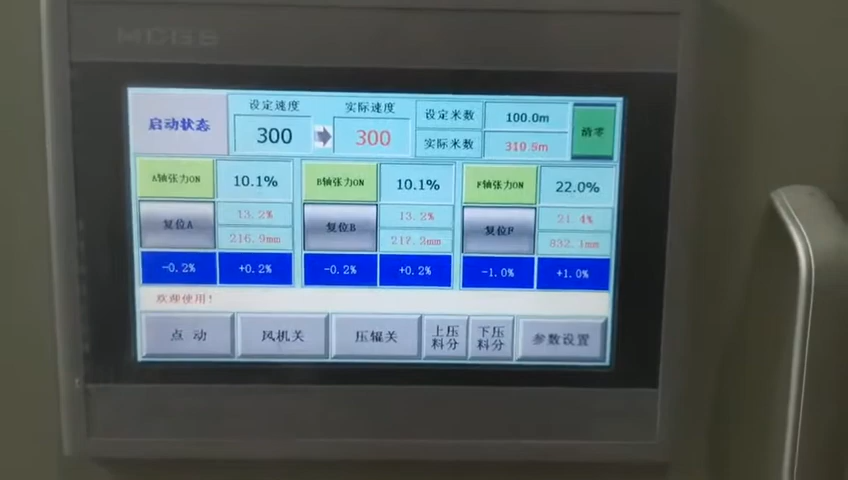 MCGS
启动状态
设定速度 实际速度 设定米数 100.0m 清零
300 300 实际米数 310.5m
A轴张力ON 10.1% B轴张力ON 10.1% F轴张力ON 22.0%
复位A 13.2% 复位B 13.2% 复位F 21.4%
216.9mm 217.2mm 832.1mm
-0.2% +0.2% -0.2% +0.2% -1.0% +1.0%
欢迎使用!
点动 风机关 压辊关 上压料分 下压料分 参数设置